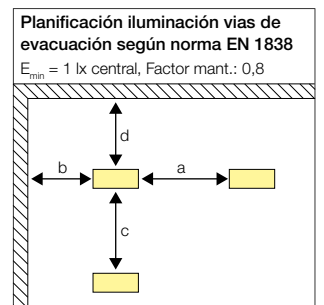 Planificación iluminación vias de
evacuación según norma EN 1838
Emin = 1 lx central, Factor mant.: 0,8
d
b
a
c